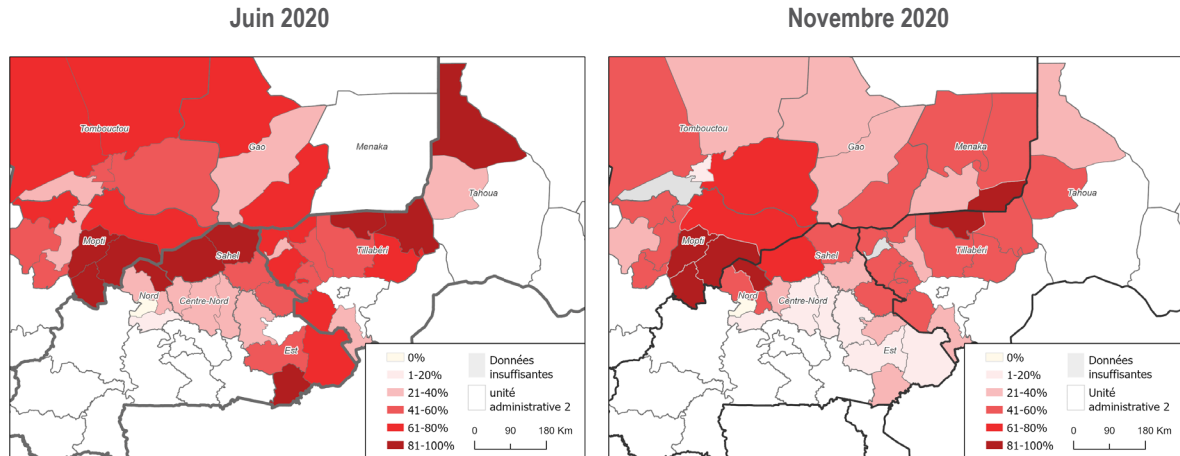 Juin 2020
Novembre 2020
Tombouctou
Gao
Menaka
Tahoua
Mopti
Sahel
Tillabéri
Nord
Centre-Nord
Est
0%
1-20%
21-40%
41-60%
61-80%
81-100%
Données
insuffisantes
unité
administrative 2
0 90 180 Km
Tombouctou
Gao
Menaka
Tahoua
Mopti
Sahel
Tillabéri
Nord
Centre-Nord
Est
0%
1-20%
21-40%
41-60%
61-80%
81-100%
Données
insuffisantes
unité
administrative 2
0 90 180 Km